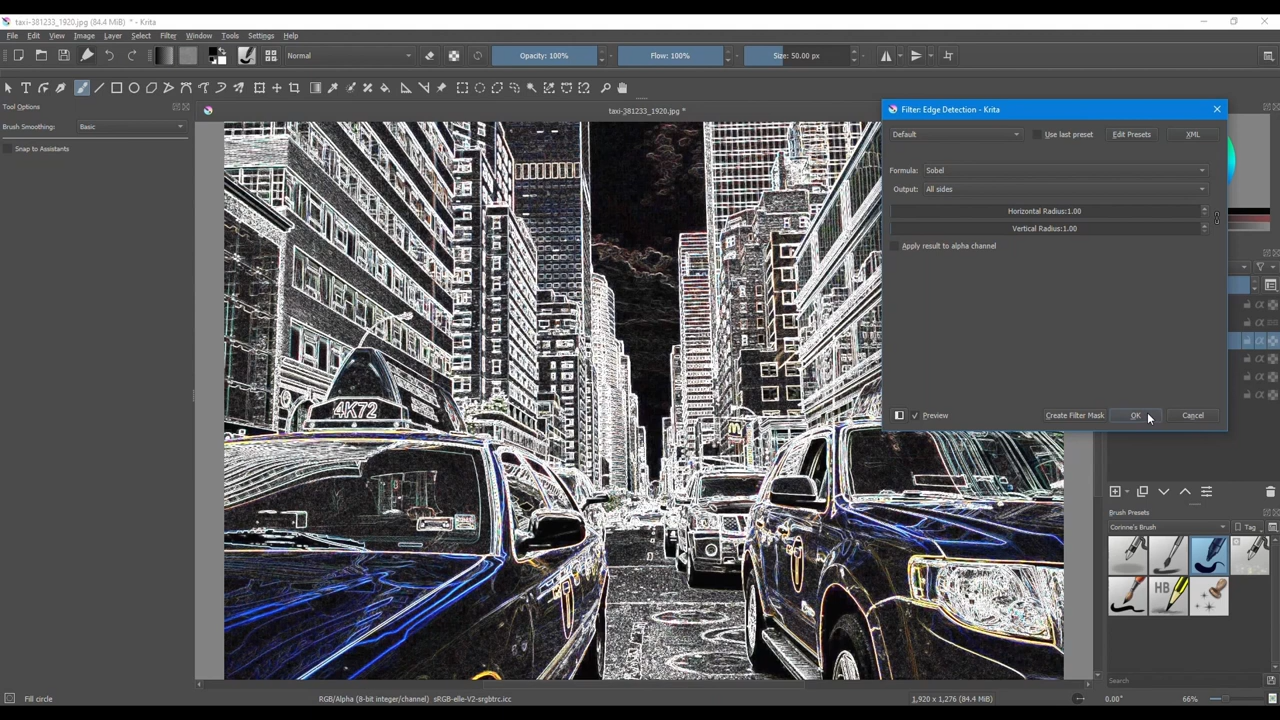 taxi-381233_1920.jpg (84.4 MiB) * - Krita
File Edit View Image Layer Select Filter Window Tools Settings Help
Normal Opacity: 100% Flow: 100% Size: 50.00 px
Tool Options
taxi-381233_1920.jpg *
Brush Smoothing: Basic
Snap to Assistants
Filter: Edge Detection - Krita
Default Use last preset Edit Presets XML
Formula: Sobel
Output: All sides
Horizontal Radius:1.00
Vertical Radius:1.00
Apply result to alpha channel
Preview Create Filter Mask OK Cancel
4K72
Brush Presets
Corinne's Brush Tag
HB
Search
Fill circle RGB/Alpha (8-bit integer/channel) sRGB-elle-V2-srgbtrc.icc 1,920 x 1,276 (84.4 MiB) 0.00° 66%